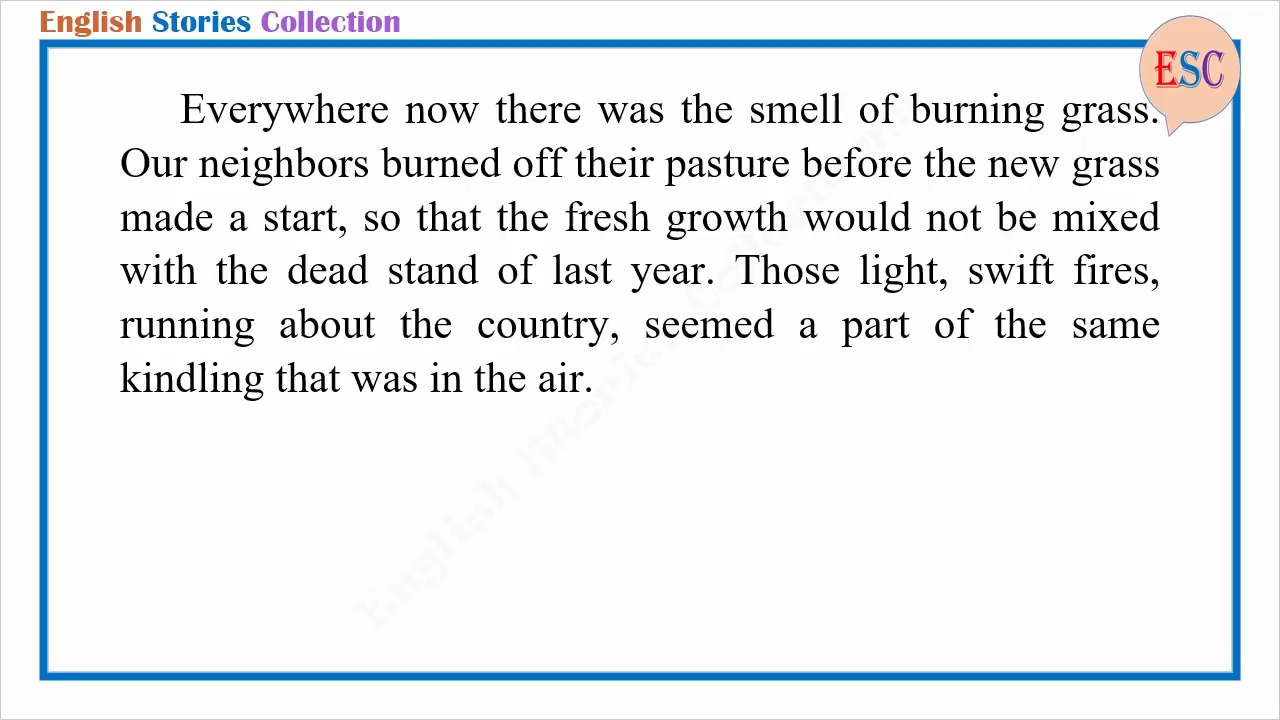 English Stories Collection
ESC
Everywhere now there was the smell of burning grass.
Our neighbors burned off their pasture before the new grass
made a start, so that the fresh growth would not be mixed
with the dead stand of last year. Those light, swift fires,
running about the country, seemed a part of the same
kindling that was in the air.